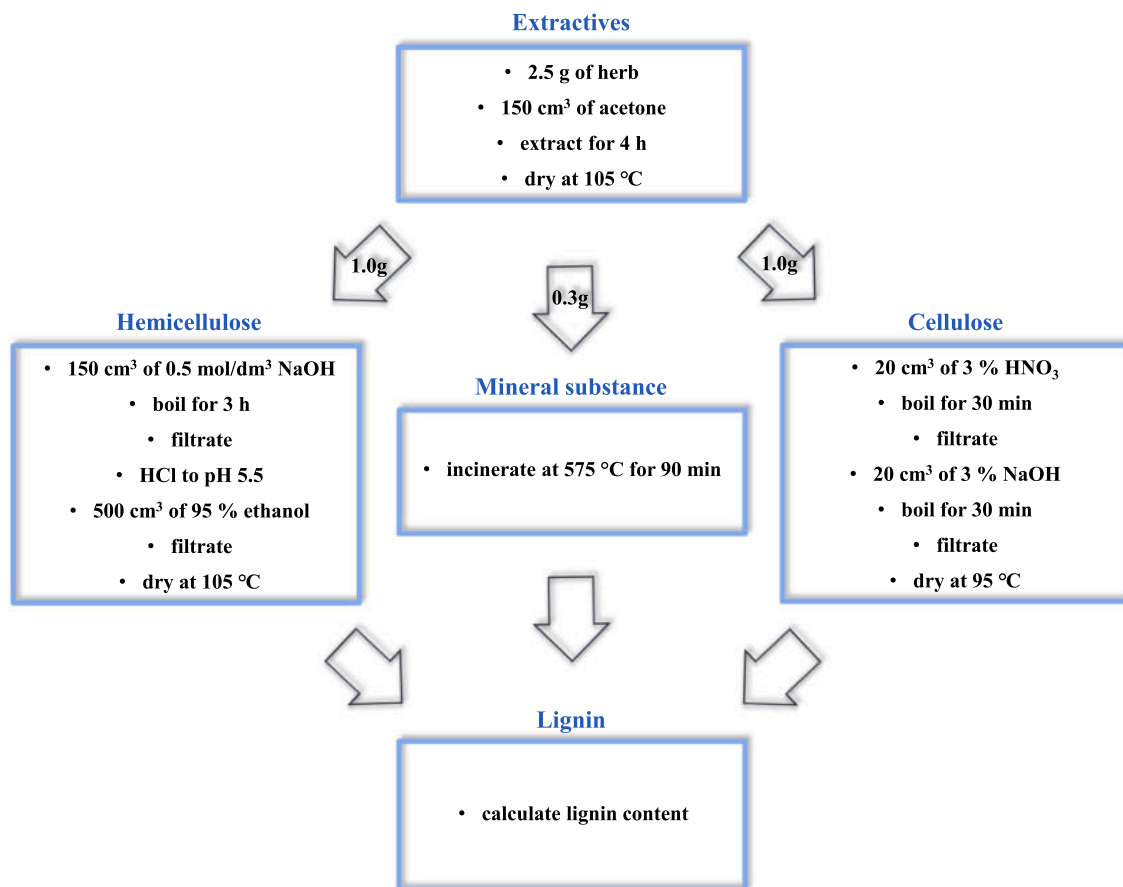 Extractives
• 2.5 g of herb
• 150 cm³ of acetone
• extract for 4 h
• dry at 105 °C
1.0g
0.3g
1.0g
Hemicellulose
• 150 cm³ of 0.5 mol/dm³ NaOH
• boil for 3 h
• filtrate
• HCl to pH 5.5
• 500 cm³ of 95 % ethanol
• filtrate
• dry at 105 °C
Mineral substance
• incinerate at 575 °C for 90 min
Cellulose
• 20 cm³ of 3 % HNO₃
• boil for 30 min
• filtrate
• 20 cm³ of 3 % NaOH
• boil for 30 min
• filtrate
• dry at 95 °C
Lignin
• calculate lignin content